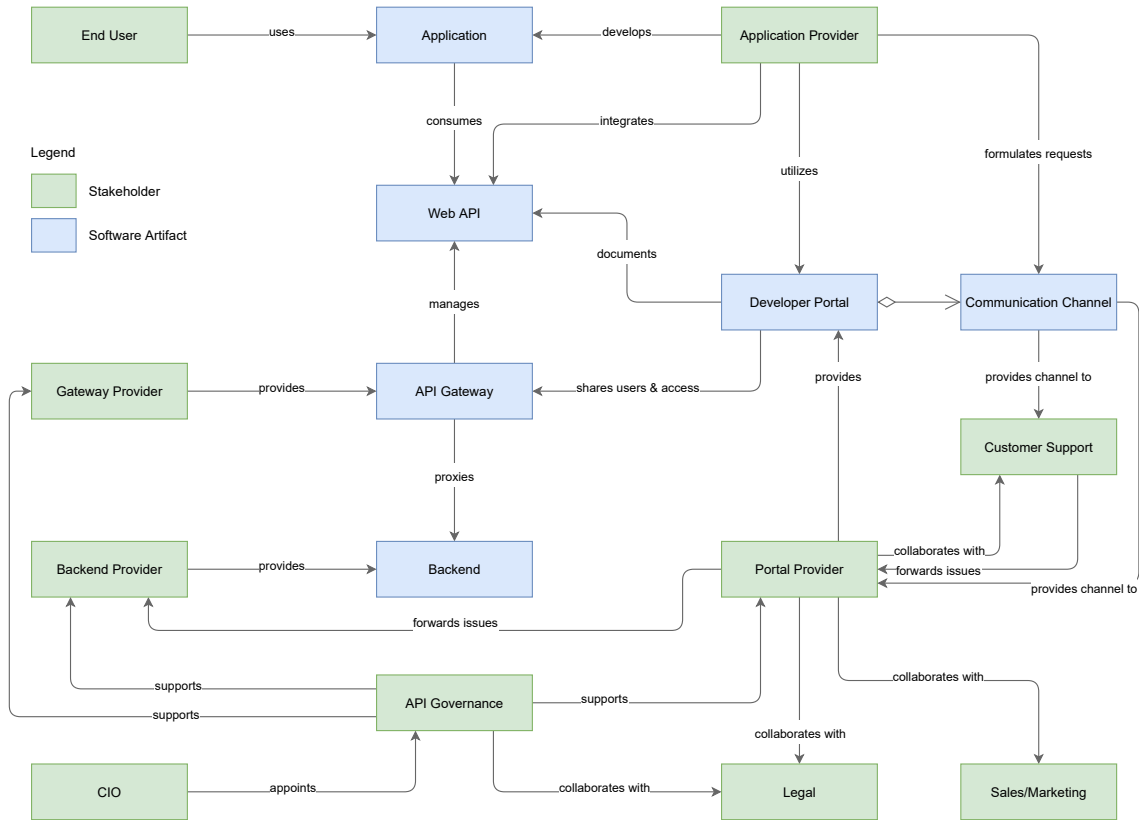 End User
uses
Application
develops
Application Provider
consumes
integrates
formulates requests
Legend
utilizes
Stakeholder
Web API
Software Artifact
documents
manages
Developer Portal
Communication Channel
Gateway Provider
provides
API Gateway
shares users & access
provides
provides channel to
Customer Support
proxies
collaborates with
Backend Provider
provides
Backend
Portal Provider
forwards issues
provides channel to
forwards issues
supports
collaborates with
API Governance
supports
supports
collaborates with
CIO
appoints
collaborates with
Legal
Sales/Marketing